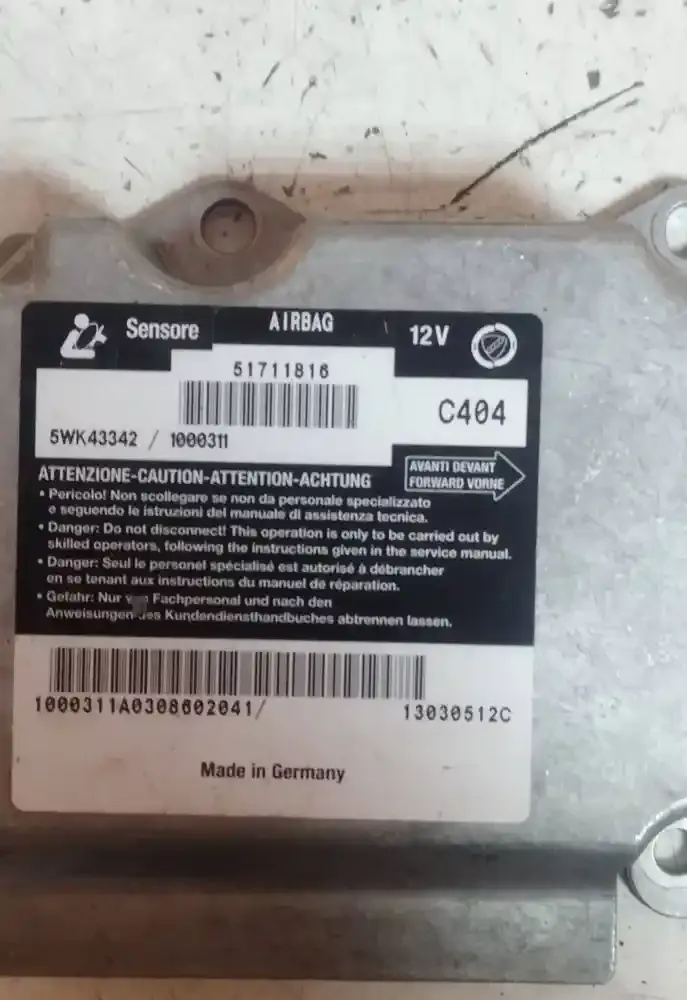 Sensore AIRBAG 12V
51711816
C404
5WK43342 / 1000311
ATTENZIONE-CAUTION-ATTENTION-ACHTUNG
AVANTI DEVANT
FORWARD VORNE
• Pericolo! Non scollegare se non da personale specializzato
e seguendo le istruzioni del manuale di assistenza tecnica.
• Danger: Do not disconnect! This operation is only to be carried out by
skilled operators, following the instructions given in the service manual.
• Danger: Seul le personel spécialisé est autorisé à débrancher
en se tenant aux instructions du manuel de réparation.
• Gefahr: Nur Fachpersonal und nach den
Anweisungen des Kundendiensthandbuches abtrennen lassen.
1000311A0308602041/ 13030512C
Made in Germany